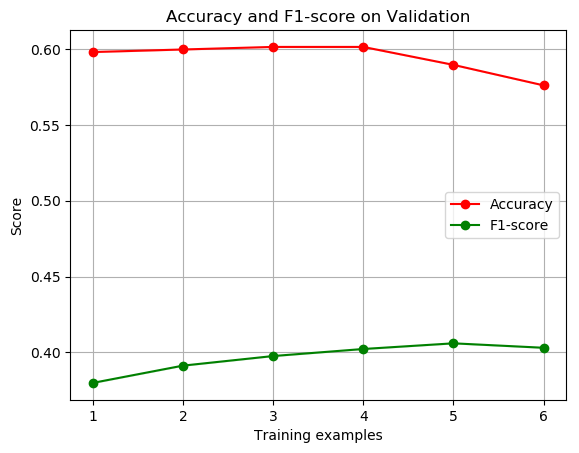 Accuracy and F1-score on Validation
0.60
0.55
0.50
0.45
0.40
Score
Accuracy
F1-score
1 2 3 4 5 6
Training examples